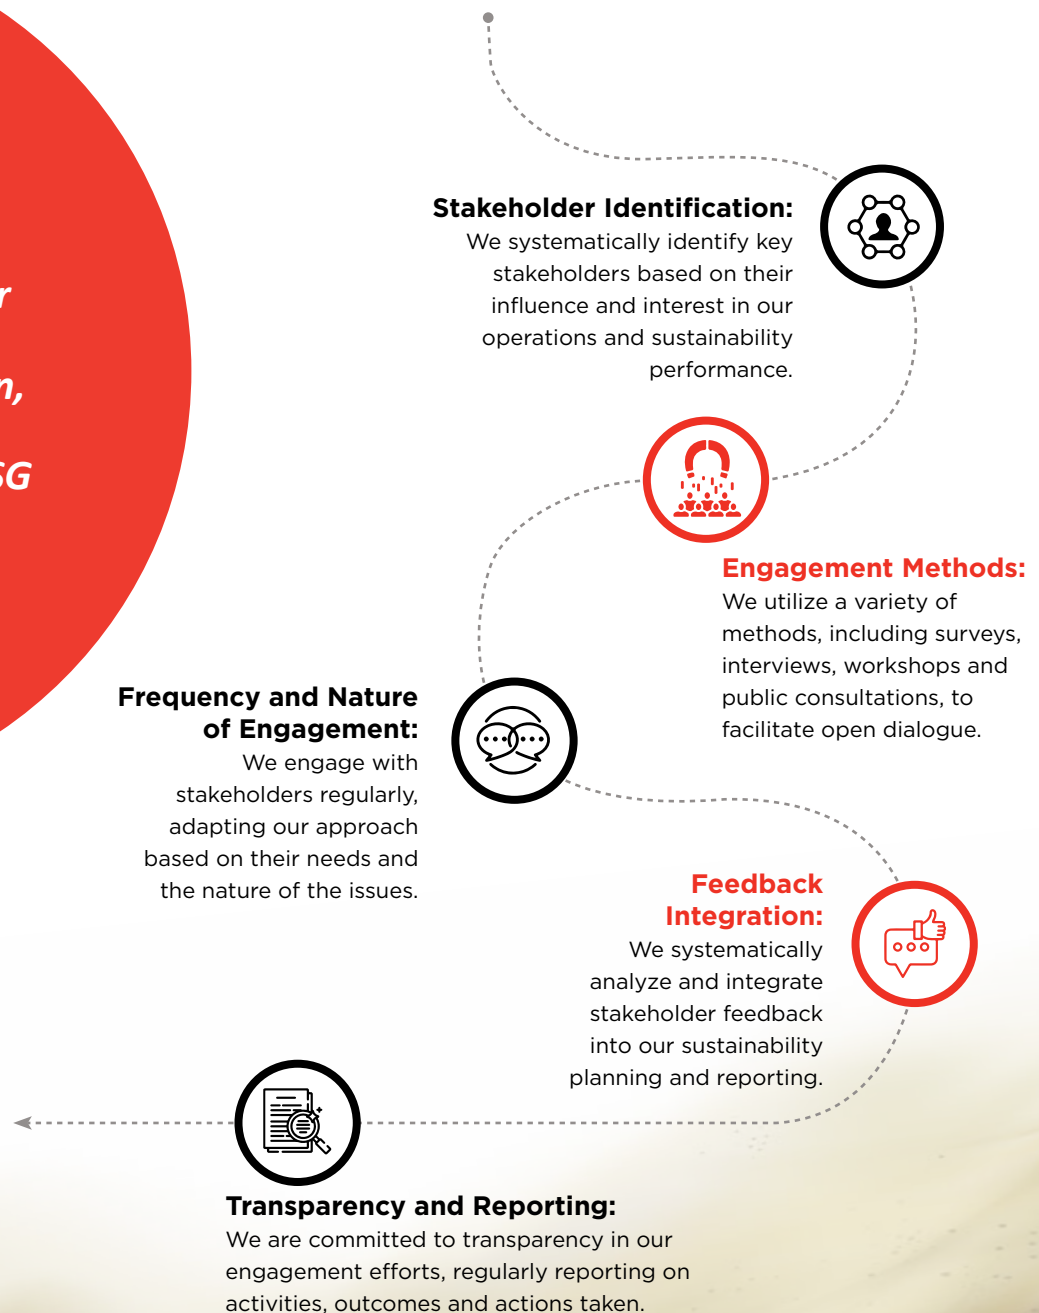 Stakeholder Identification:
We systematically identify key
stakeholders based on their
influence and interest in our
operations and sustainability
performance.
Engagement Methods:
We utilize a variety of
methods, including surveys,
interviews, workshops and
public consultations, to
facilitate open dialogue.
Frequency and Nature
of Engagement:
We engage with
stakeholders regularly,
adapting our approach
based on their needs and
the nature of the issues.
Feedback
Integration:
We systematically
analyze and integrate
stakeholder feedback
into our sustainability
planning and reporting.
Transparency and Reporting:
We are committed to transparency in our
engagement efforts, regularly reporting on
activities, outcomes and actions taken.